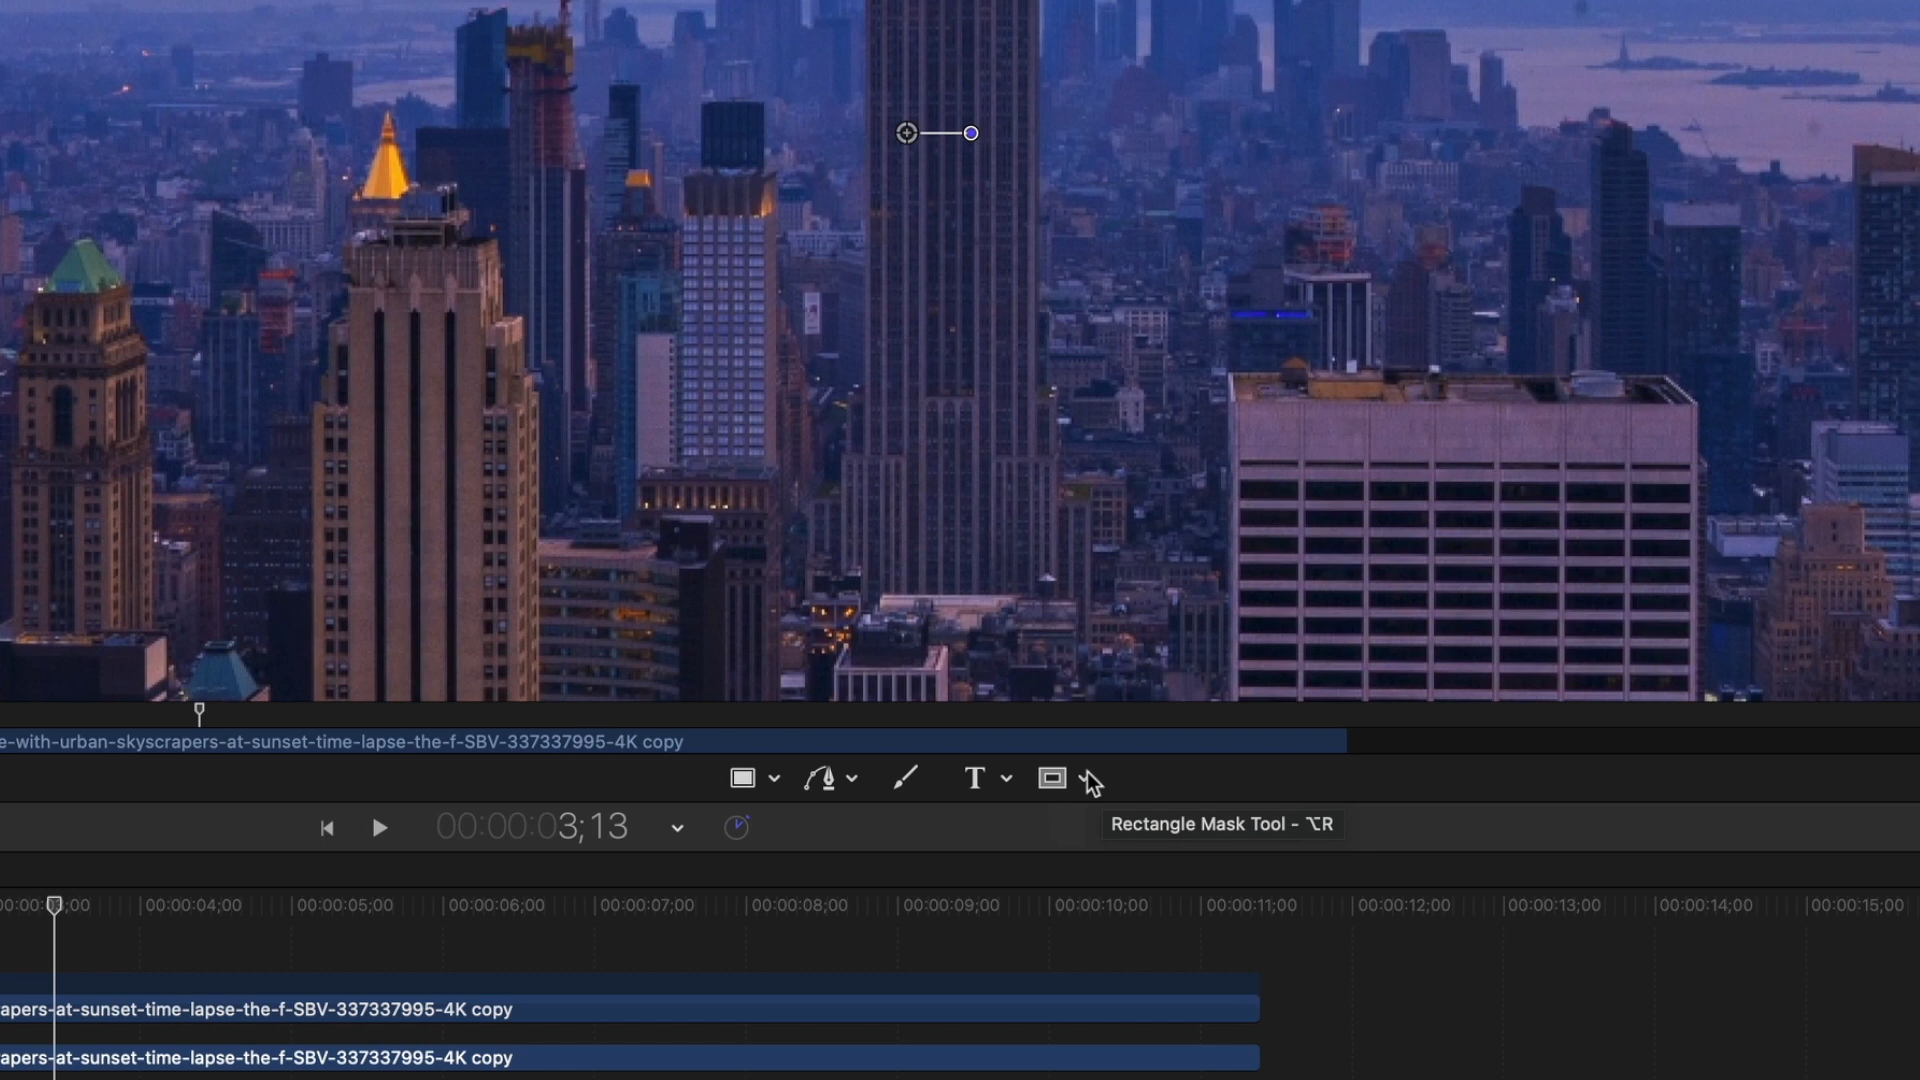 e-with-urban-skyscrapers-at-sunset-time-lapse-the-f-SBV-337337995-4K copy
T
00:00:03;13
Rectangle Mask Tool - ⌥R
00:00:03;00 00:00:04;00 00:00:05;00 00:00:06;00 00:00:07;00 00:00:08;00 00:00:09;00 00:00:10;00 00:00:11;00 00:00:12;00 00:00:13;00 00:00:14;00 00:00:15;00
rapers-at-sunset-time-lapse-the-f-SBV-337337995-4K copy
rapers-at-sunset-time-lapse-the-f-SBV-337337995-4K copy